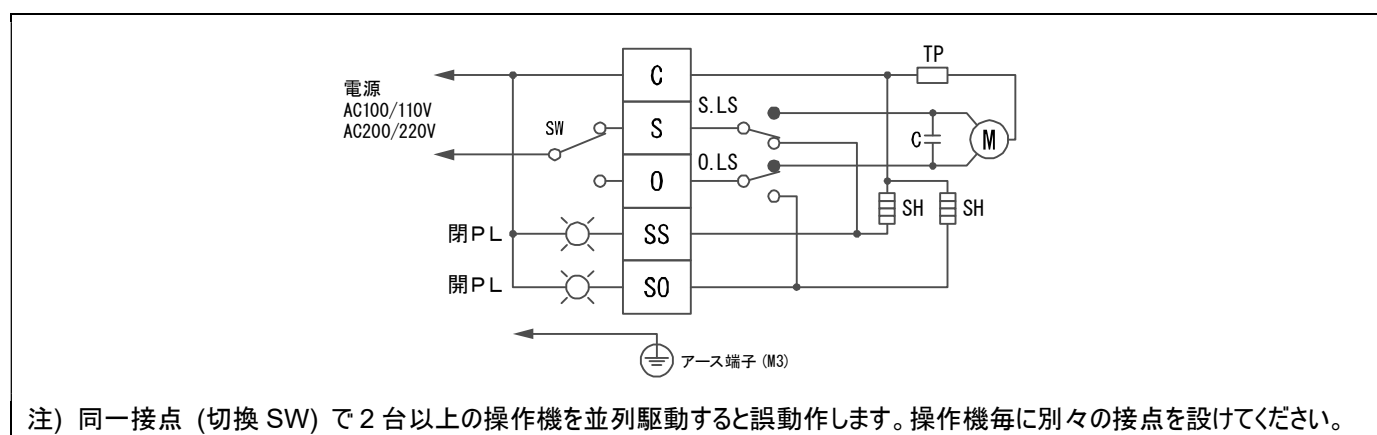 TP
C
電源
AC100/110V
AC200/220V
S.LS
SW
S
C
M
O.LS
O
SH
SH
閉PL
SS
開PL
SO
アース端子 (M3)
注) 同一接点 (切換 SW) で 2 台以上の操作機を並列駆動すると誤動作します。操作機毎に別々の接点を設けてください。